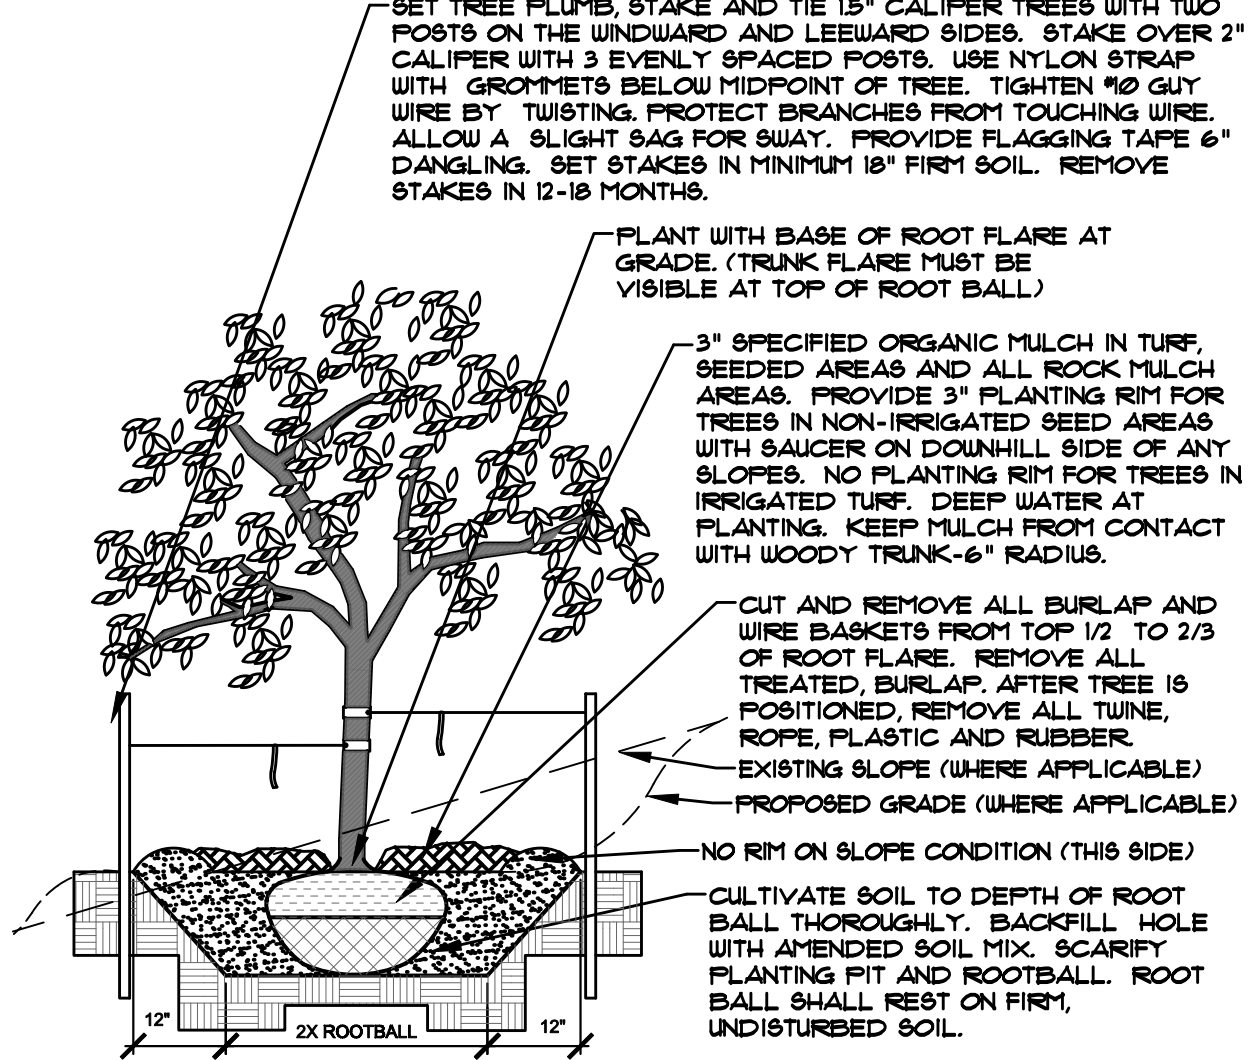 SET TREE PLUMB, STAKE AND TIE 1.5" CALIPER TREES WITH TWO
POSTS ON THE WINDWARD AND LEEWARD SIDES. STAKE OVER 2"
CALIPER WITH 3 EVENLY SPACED POSTS. USE NYLON STRAP
WITH GROMMETS BELOW MIDPOINT OF TREE. TIGHTEN #10 GUY
WIRE BY TWISTING. PROTECT BRANCHES FROM TOUCHING WIRE.
ALLOW A SLIGHT SAG FOR SWAY. PROVIDE FLAGGING TAPE 6"
DANGLING. SET STAKES IN MINIMUM 18" FIRM SOIL. REMOVE
STAKES IN 12-18 MONTHS.
PLANT WITH BASE OF ROOT FLARE AT
GRADE. (TRUNK FLARE MUST BE
VISIBLE AT TOP OF ROOT BALL)
3" SPECIFIED ORGANIC MULCH IN TURF,
SEEDED AREAS AND ALL ROCK MULCH
AREAS. PROVIDE 3" PLANTING RIM FOR
TREES IN NON-IRRIGATED SEED AREAS
WITH SAUCER ON DOWNHILL SIDE OF ANY
SLOPES. NO PLANTING RIM FOR TREES IN
IRRIGATED TURF. DEEP WATER AT
PLANTING. KEEP MULCH FROM CONTACT
WITH WOODY TRUNK-6" RADIUS.
CUT AND REMOVE ALL BURLAP AND
WIRE BASKETS FROM TOP 1/2 TO 2/3
OF ROOT FLARE. REMOVE ALL
TREATED, BURLAP. AFTER TREE IS
POSITIONED, REMOVE ALL TWINE,
ROPE, PLASTIC AND RUBBER.
EXISTING SLOPE (WHERE APPLICABLE)
PROPOSED GRADE (WHERE APPLICABLE)
NO RIM ON SLOPE CONDITION (THIS SIDE)
CULTIVATE SOIL TO DEPTH OF ROOT
BALL THOROUGHLY. BACKFILL HOLE
WITH AMENDED SOIL MIX. SCARIFY
PLANTING PIT AND ROOTBALL. ROOT
BALL SHALL REST ON FIRM,
UNDISTURBED SOIL.
12"
2X ROOTBALL
12"